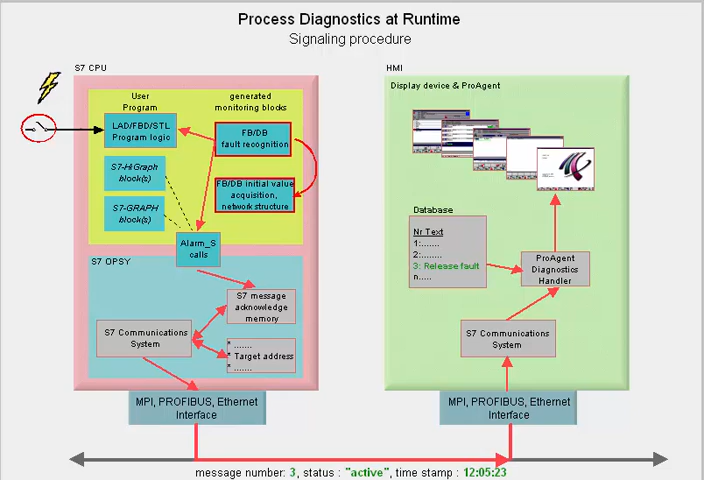 Process Diagnostics at Runtime
Signaling procedure
S7 CPU
User
Program
generated
monitoring blocks
LAD/FBD/STL
Program logic
FB/DB
fault recognition
S7-HiGraph
block(s)
FB/DB Initial value
acquisition,
network structure
S7-GRAPH
block(s)
Alarm_S
calls
S7 OPSY
S7 message
acknowledge
memory
S7 Communications
System
* .......
* Target address
* .......
MPI, PROFIBUS, Ethernet
Interface
HMI
Display device & ProAgent
Database
Nr Text
1:.......
2:.......
3: Release fault
n.....
ProAgent
Diagnostics
Handler
S7 Communications
System
MPI, PROFIBUS, Ethernet
Interface
message number: 3, status : "active", time stamp : 12:05:23